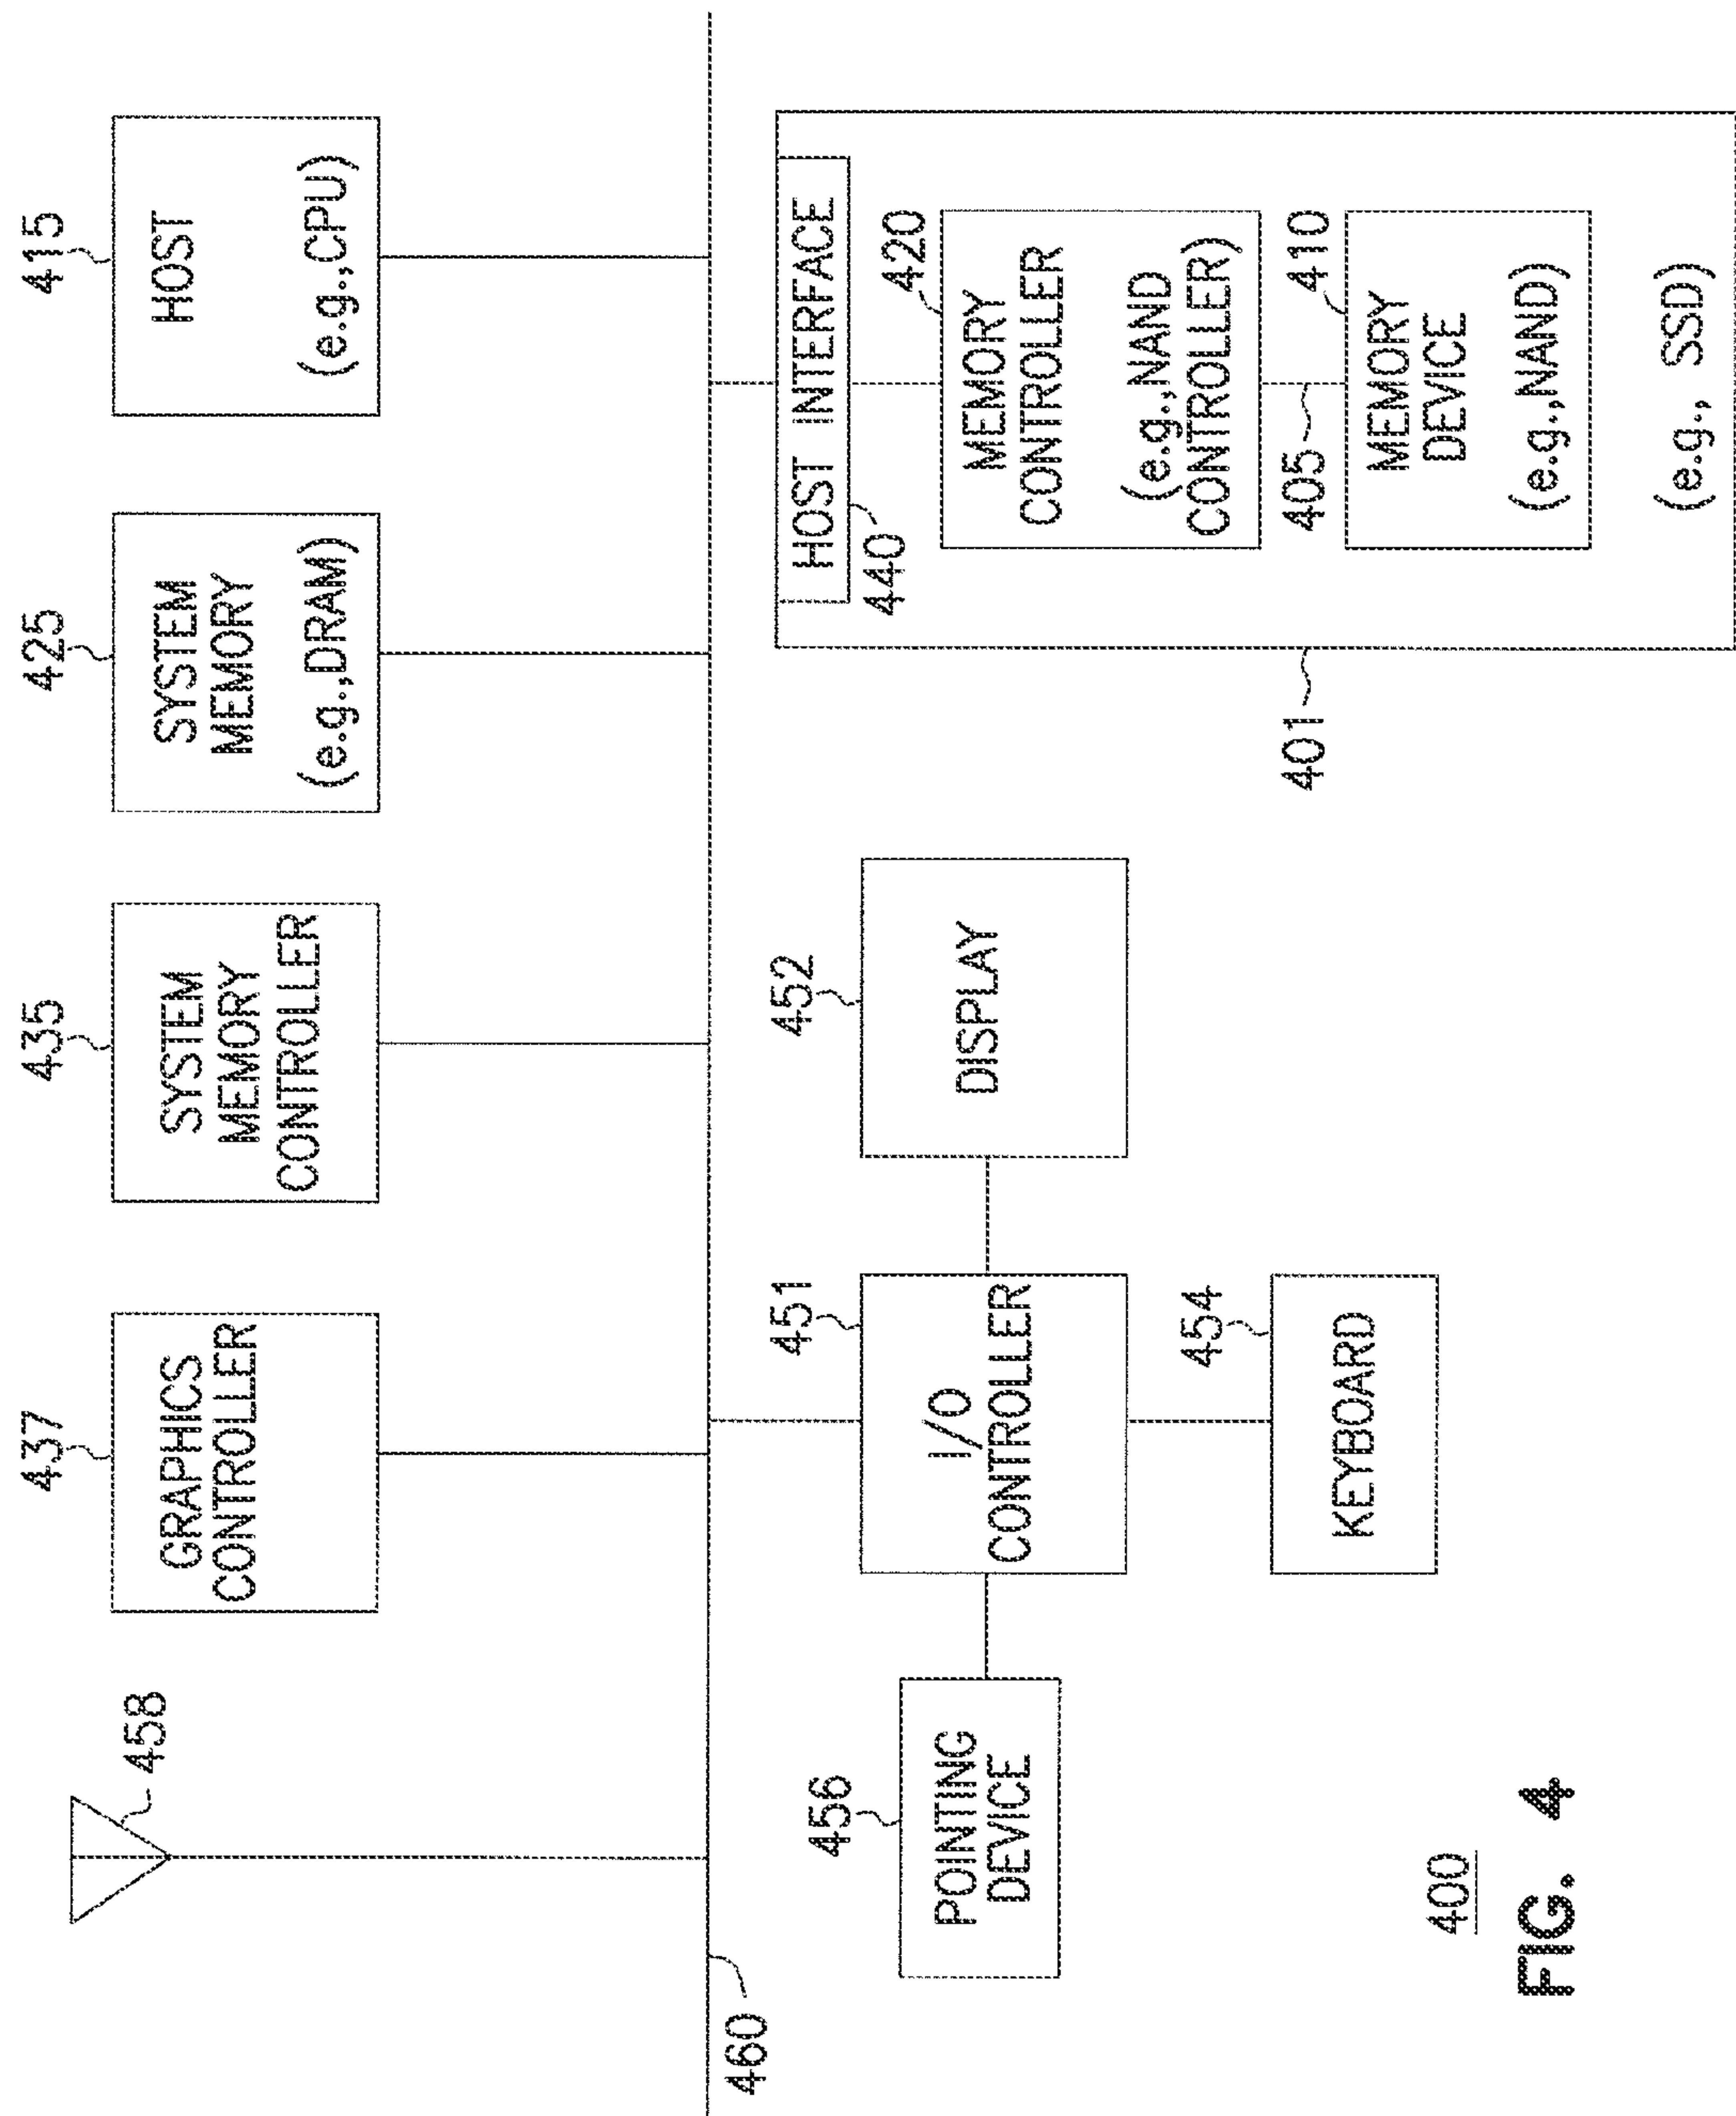 437
435
425
415
458
GRAPHICS
CONTROLLER
SYSTEM
MEMORY
CONTROLLER
SYSTEM
MEMORY
(e.g.,DRAM)
HOST
(e.g.,CPU)
460
456
POINTING
DEVICE
451
I/O
CONTROLLER
452
DISPLAY
454
KEYBOARD
HOST INTERFACE
440
420
MEMORY
CONTROLLER
(e.g.,NAND
CONTROLLER)
405
401
410
MEMORY
DEVICE
(e.g.,NAND)
(e.g., SSD)
400
FIG. 4